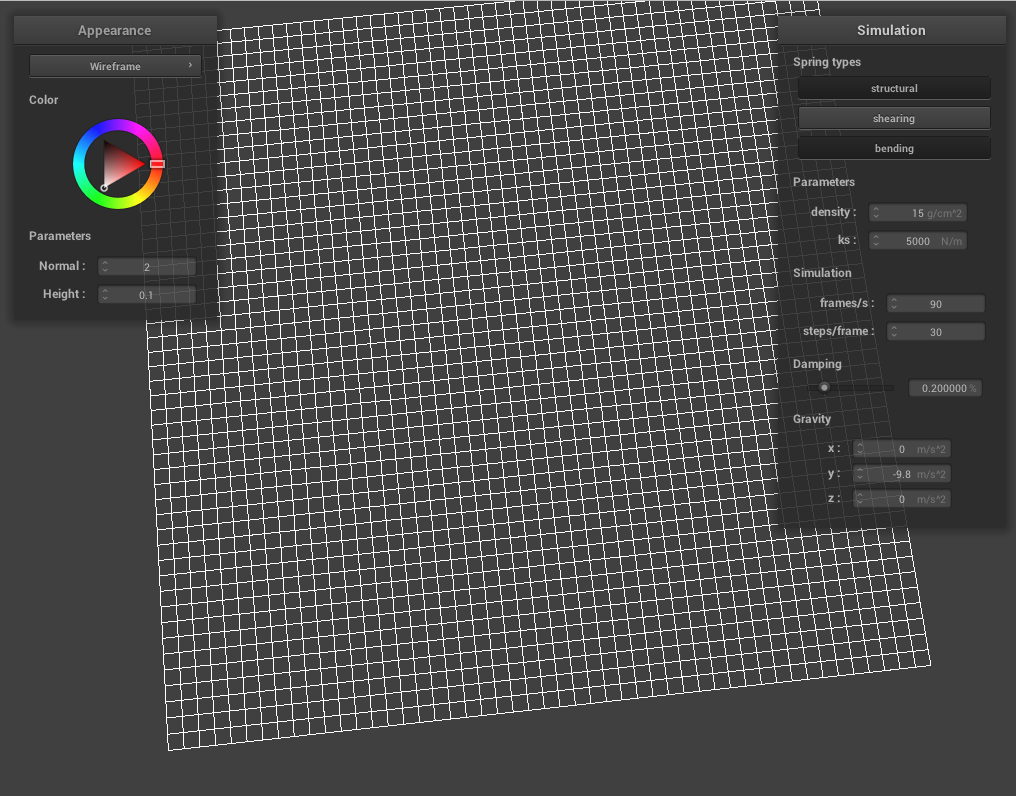 Appearance
Wireframe
Color
Parameters
Normal : 2
Height : 0.1
Simulation
Spring types
structural
shearing
bending
Parameters
density : 15 g/cm^2
ks : 5000 N/m
Simulation
frames/s : 90
steps/frame : 30
Damping
0.200000 %
Gravity
x : 0 m/s^2
y : -9.8 m/s^2
z : 0 m/s^2